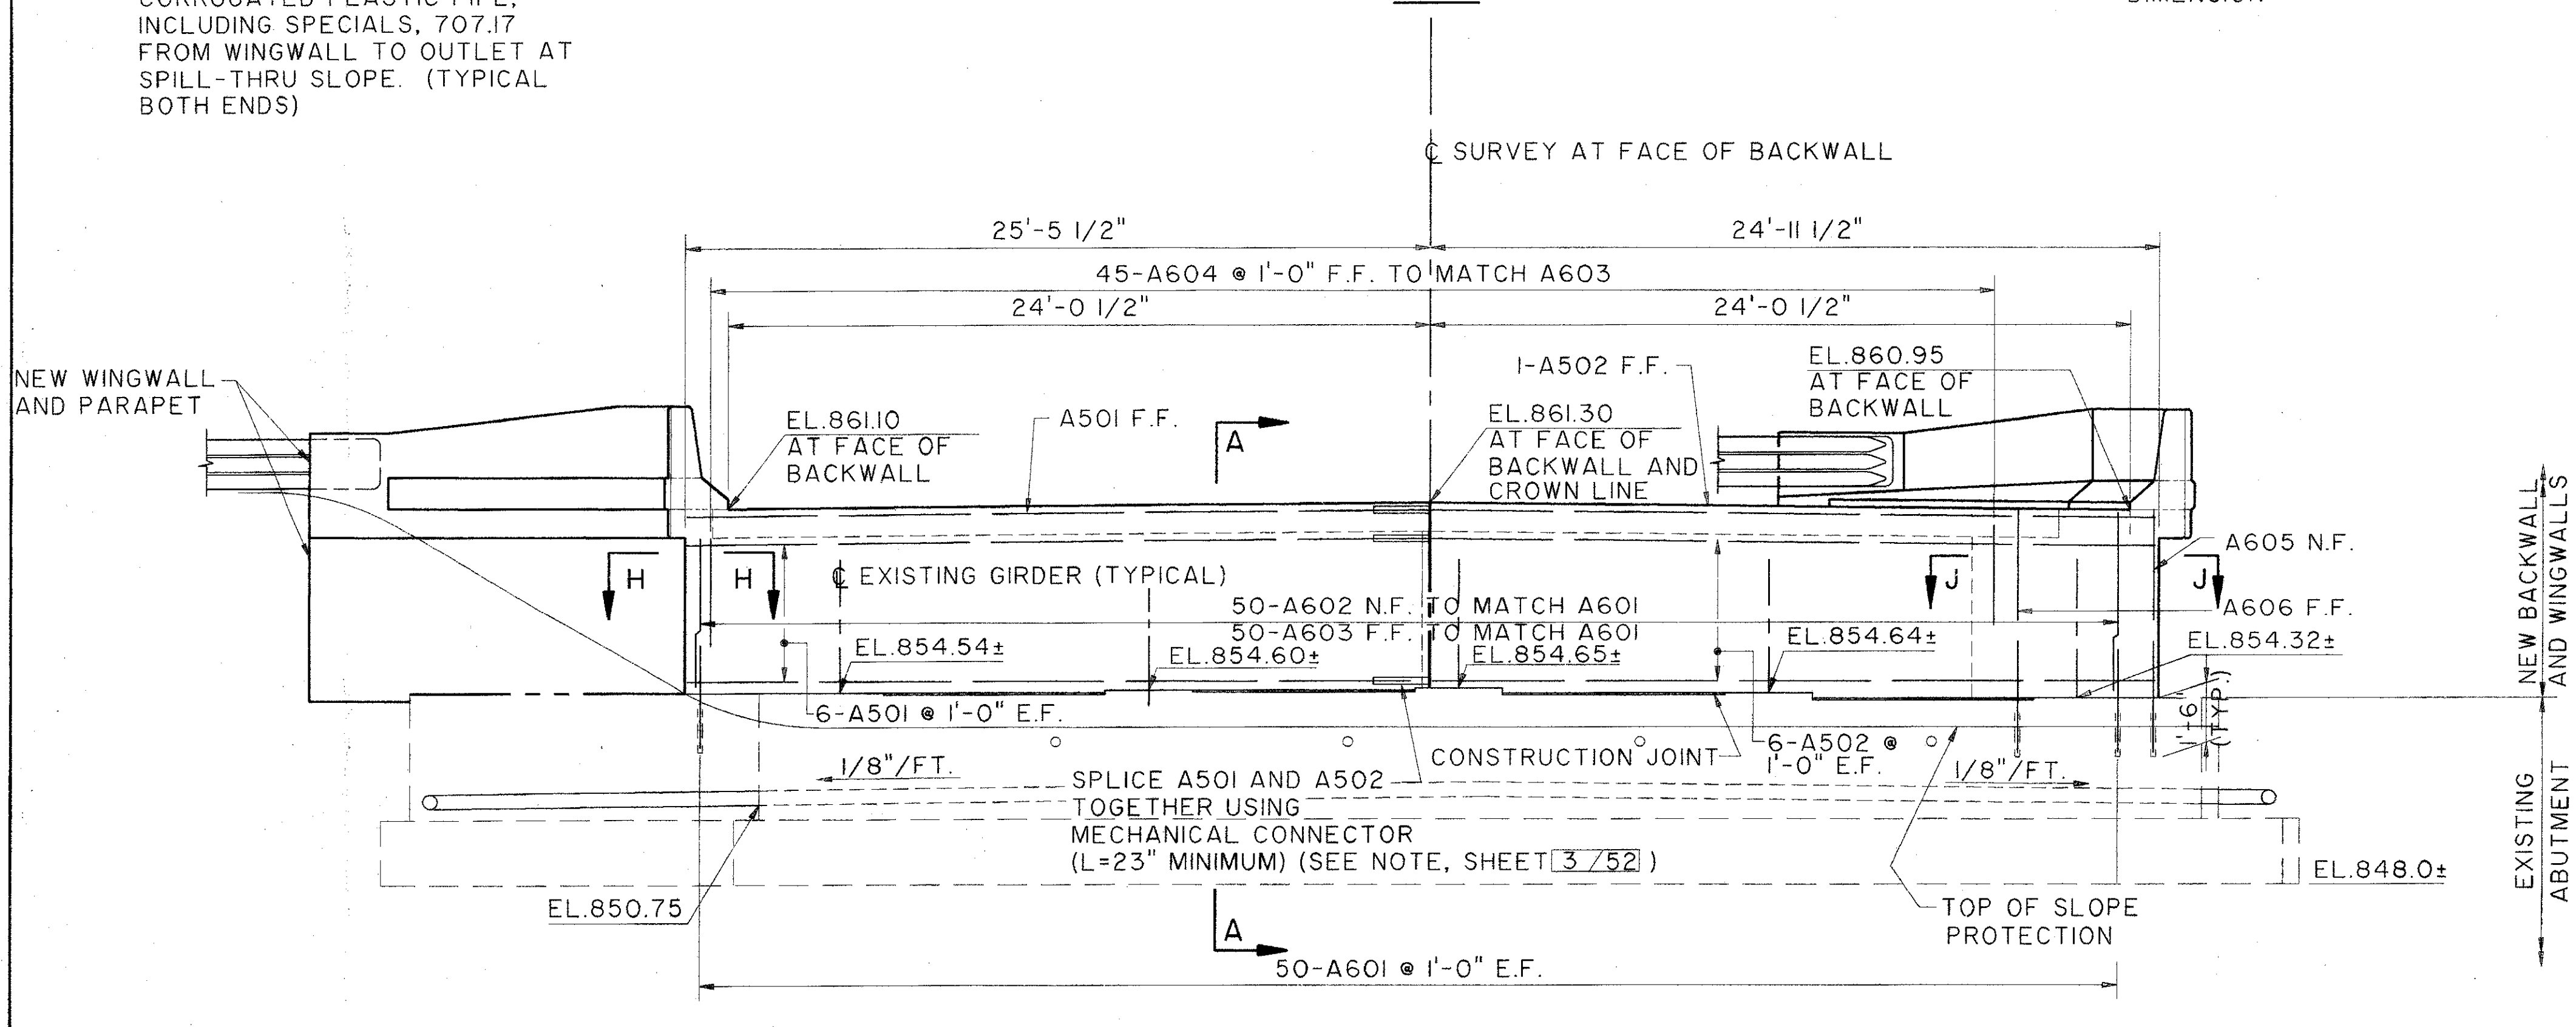 CORRUGATED PLASTIC PIPE,
INCLUDING SPECIALS, 707.17
FROM WINGWALL TO OUTLET AT
SPILL-THRU SLOPE. (TYPICAL
BOTH ENDS)
DIMENSION
℄ SURVEY AT FACE OF BACKWALL
25'-5 1/2"
24'-11 1/2"
45-A604 @ 1'-0" F.F. TO MATCH A603
24'-0 1/2"
24'-0 1/2"
NEW WINGWALL
AND PARAPET
EL.861.10
AT FACE OF
BACKWALL
A501 F.F.
A
1-A502 F.F.
EL.861.30
AT FACE OF
BACKWALL AND
CROWN LINE
EL.860.95
AT FACE OF
BACKWALL
A605 N.F.
H
H
℄ EXISTING GIRDER (TYPICAL)
J
J
50-A602 N.F. TO MATCH A601
50-A603 F.F. TO MATCH A601
A606 F.F.
EL.854.54±
EL.854.60±
EL.854.65±
EL.854.64±
EL.854.32±
NEW BACKWALL
AND WINGWALLS
6-A501 @ 1'-0" E.F.
1'-6"
(TYP.)
CONSTRUCTION JOINT
6-A502 @
1'-0" E.F.
1/8"/FT.
1/8"/FT.
SPLICE A501 AND A502
TOGETHER USING
MECHANICAL CONNECTOR
(L=23" MINIMUM) (SEE NOTE, SHEET 3 /52 )
EL.848.0±
EXISTING
ABUTMENT
EL.850.75
TOP OF SLOPE
PROTECTION
A
50-A601 @ 1'-0" E.F.